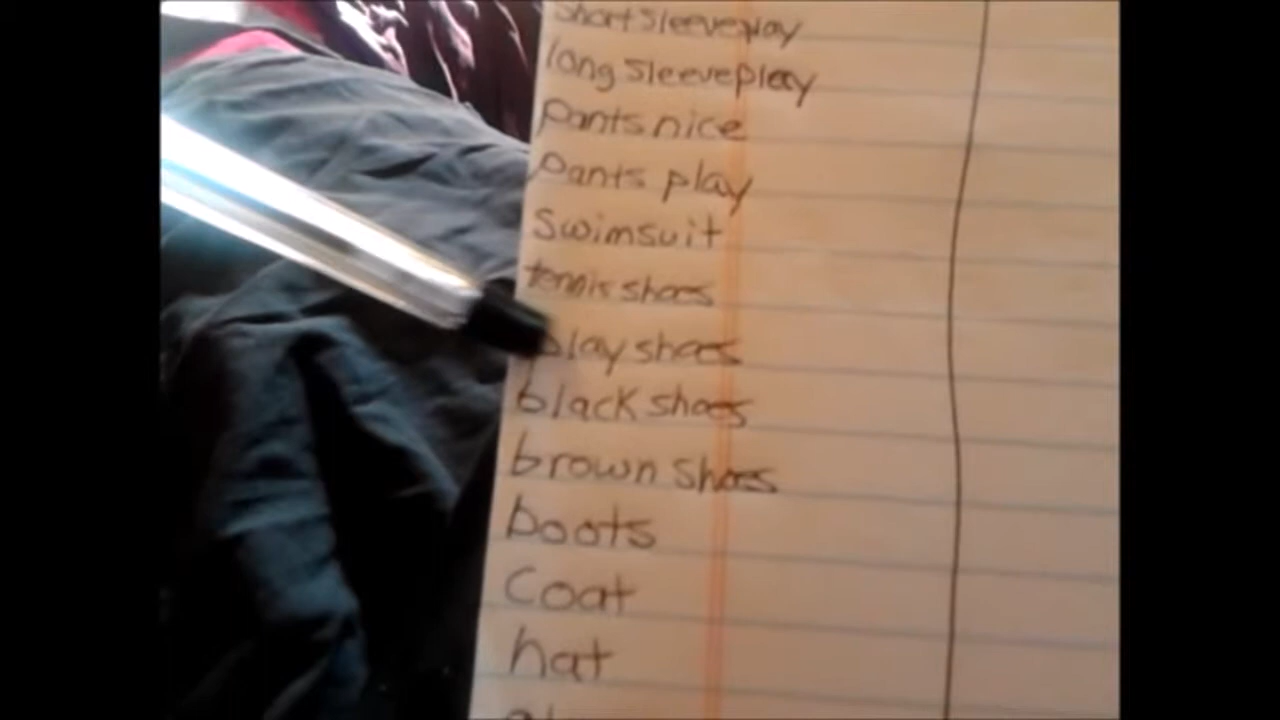 short sleeve play
long sleeve play
pants nice
pants play
swimsuit
tennis shoes
play shoes
black shoes
brown shoes
boots
coat
hat